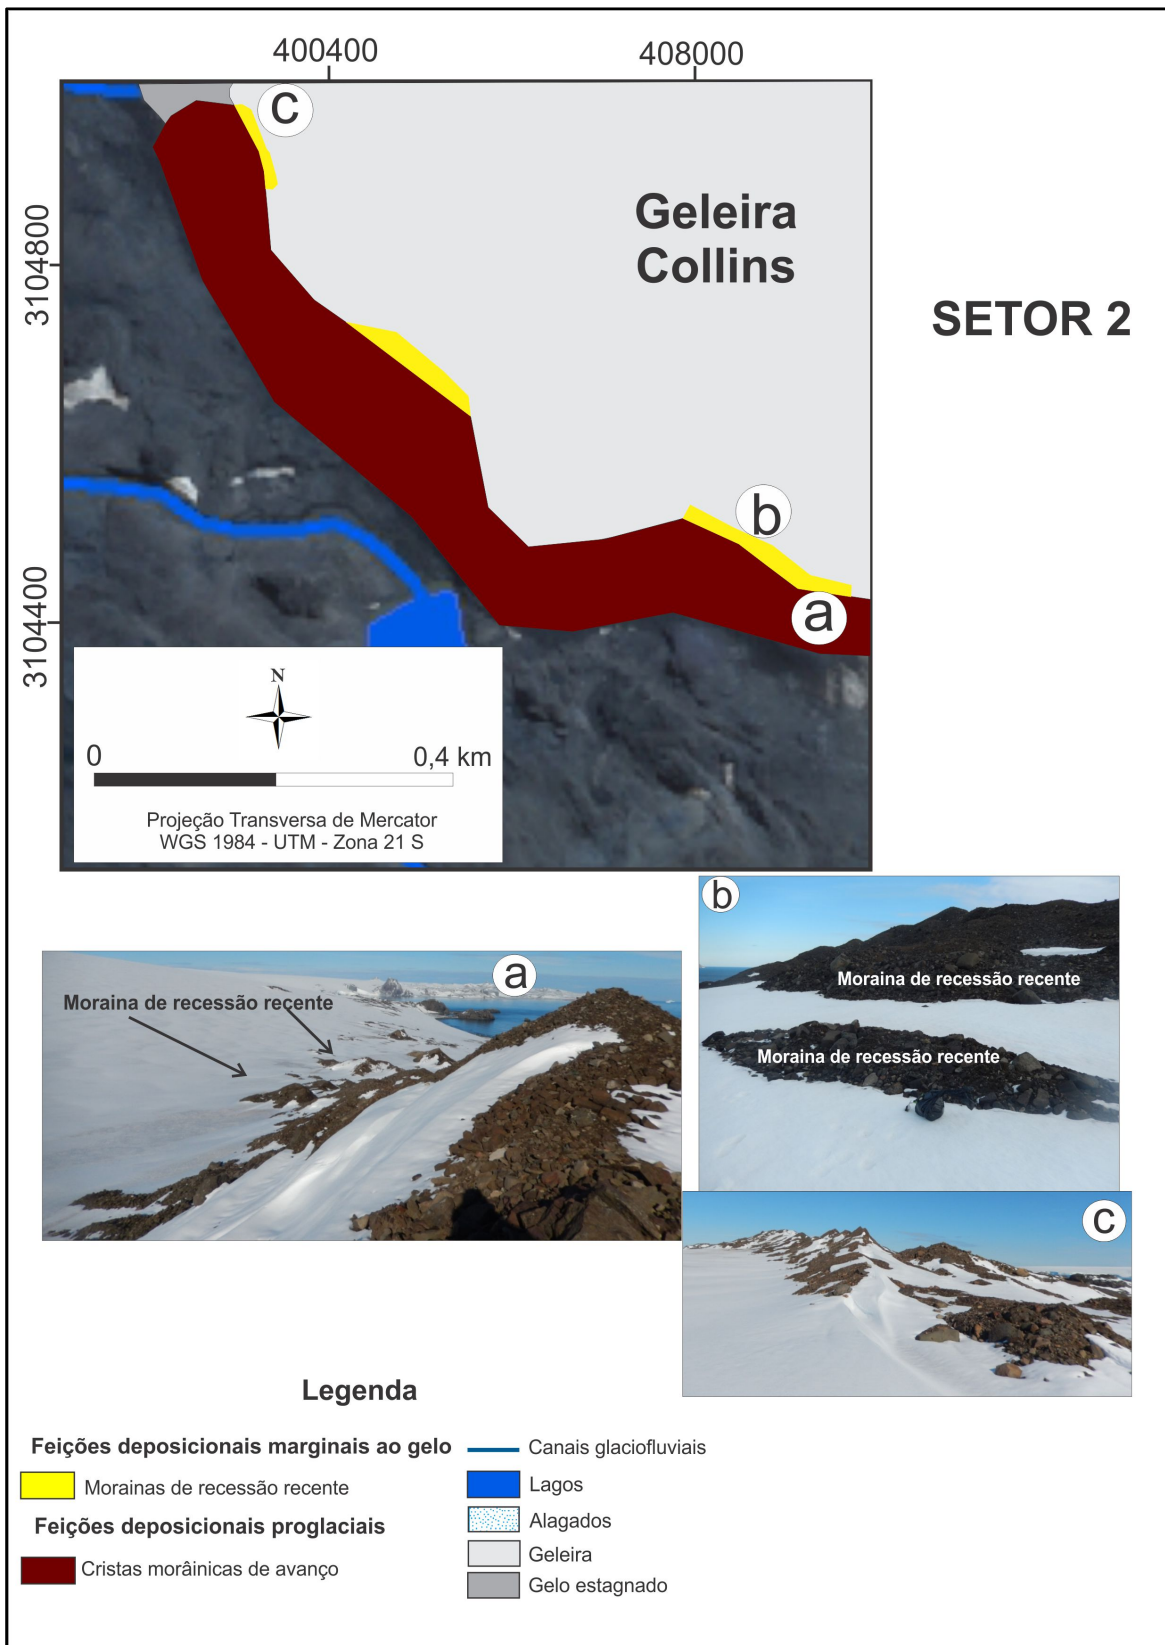 400400
408000
c
Geleira
Collins
3104800
SETOR 2
b
a
3104400
N
0
0,4 km
Projeção Transversa de Mercator
WGS 1984 - UTM - Zona 21 S
b
Moraina de recessão recente
Moraina de recessão recente
a
Moraina de recessão recente
c
Legenda
Feições deposicionais marginais ao gelo
Morainas de recessão recente
Feições deposicionais proglaciais
Cristas morâinicas de avanço
Canais glaciofluviais
Lagos
Alagados
Geleira
Gelo estagnado